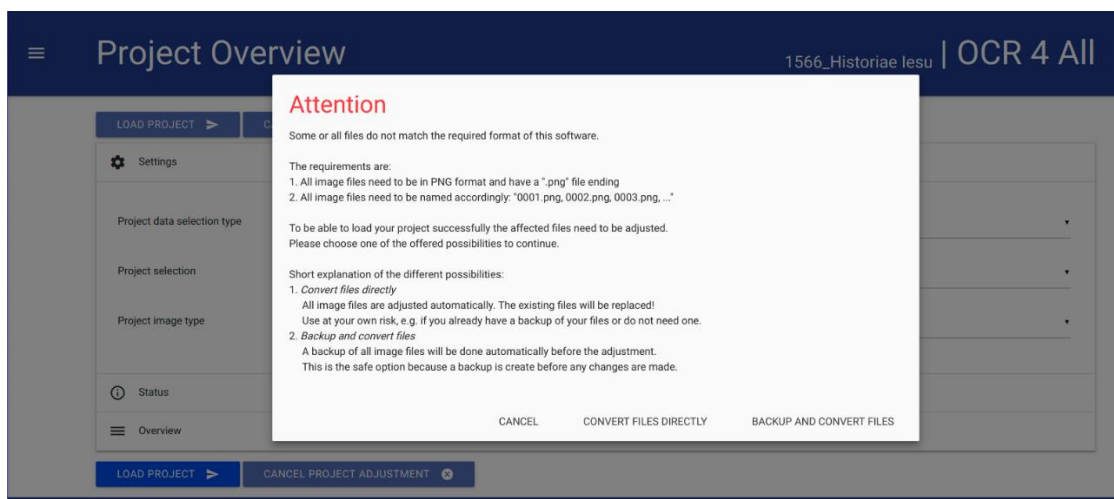 Project Overview
1566_Historiae Iesu | OCR 4 All
LOAD PROJECT
Settings
Project data selection type
Project selection
Project image type
Status
Overview
LOAD PROJECT
CANCEL PROJECT ADJUSTMENT
Attention
Some or all files do not match the required format of this software.
The requirements are:
1. All image files need to be in PNG format and have a ".png" file ending
2. All image files need to be named accordingly: "0001.png, 0002.png, 0003.png, ..."
To be able to load your project successfully the affected files need to be adjusted.
Please choose one of the offered possibilities to continue.
Short explanation of the different possibilities:
1. Convert files directly
All image files are adjusted automatically. The existing files will be replaced!
Use at your own risk, e.g. if you already have a backup of your files or do not need one.
2. Backup and convert files
A backup of all image files will be done automatically before the adjustment.
This is the safe option because a backup is create before any changes are made.
CANCEL CONVERT FILES DIRECTLY BACKUP AND CONVERT FILES